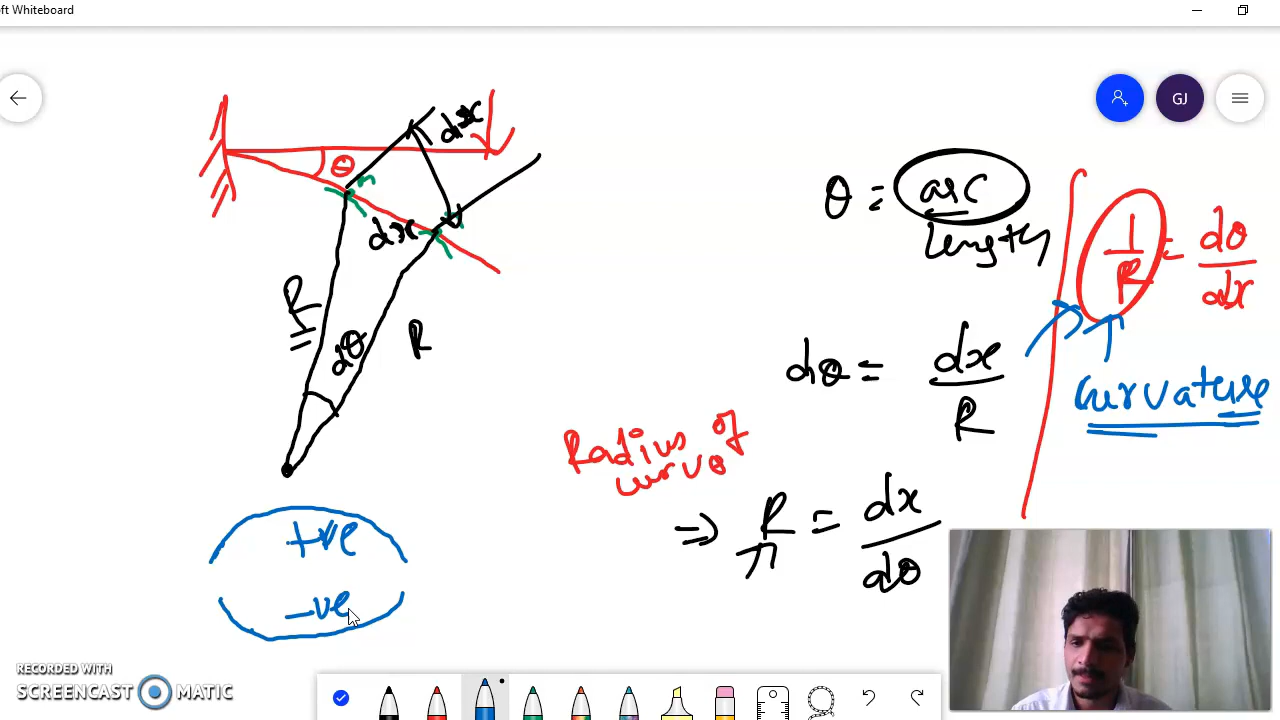 ft Whiteboard
GJ
θ
dx
dx
R
R
dθ
+ve
-ve
θ = arc
length
dθ = dx
R
Radius of
curve
⇒ R = dx
dθ
1 = dθ
R dx
curvature
RECORDED WITH
SCREENCAST MATIC